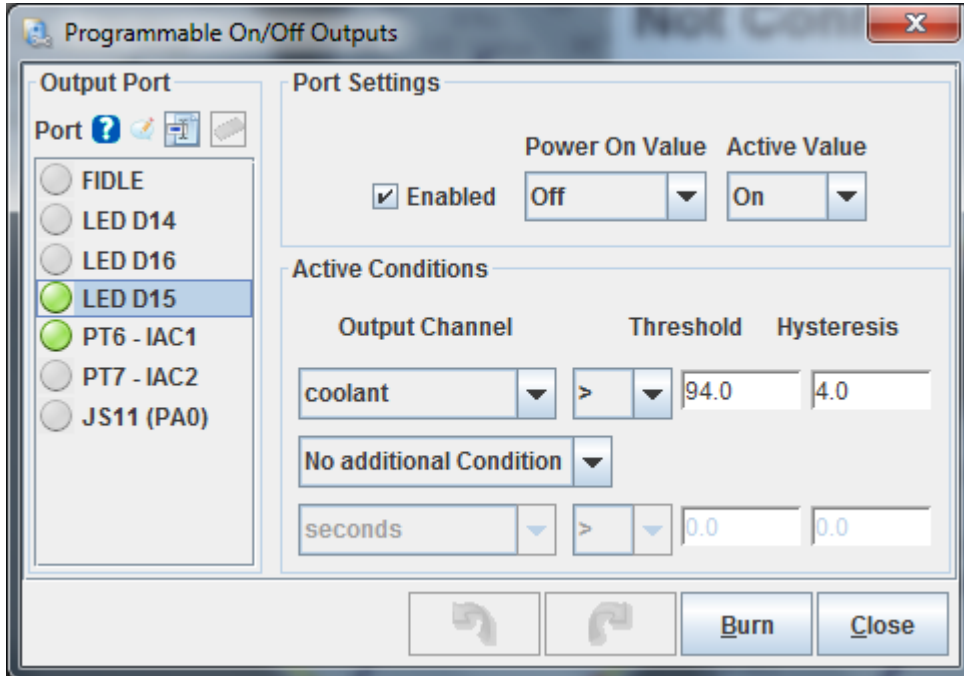 Programmable On/Off Outputs
Not Con
Output Port
Port ?
FIDLE
LED D14
LED D16
LED D15
PT6 - IAC1
PT7 - IAC2
JS11 (PA0)
Port Settings
Power On Value Active Value
Enabled Off On
Active Conditions
Output Channel Threshold Hysteresis
coolant > 94.0 4.0
No additional Condition
seconds > 0.0 0.0
Burn Close